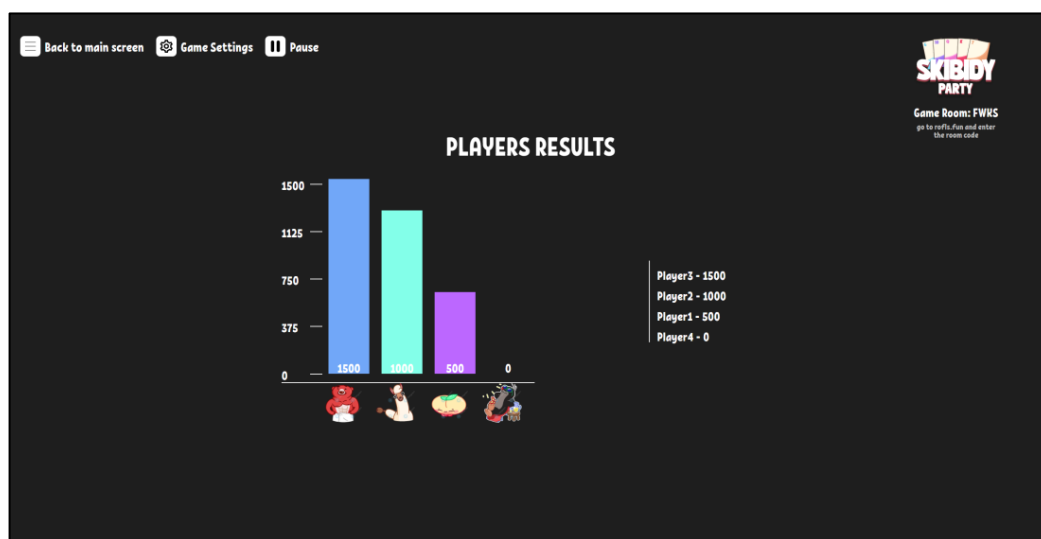 Back to main screen
Game Settings
Pause
SKIBIDY
PARTY
Game Room: FWKS
go to rofls.fun and enter
the room code
PLAYERS RESULTS
1500
1125
750
375
0
1500
1000
500
0
Player3 - 1500
Player2 - 1000
Player1 - 500
Player4 - 0